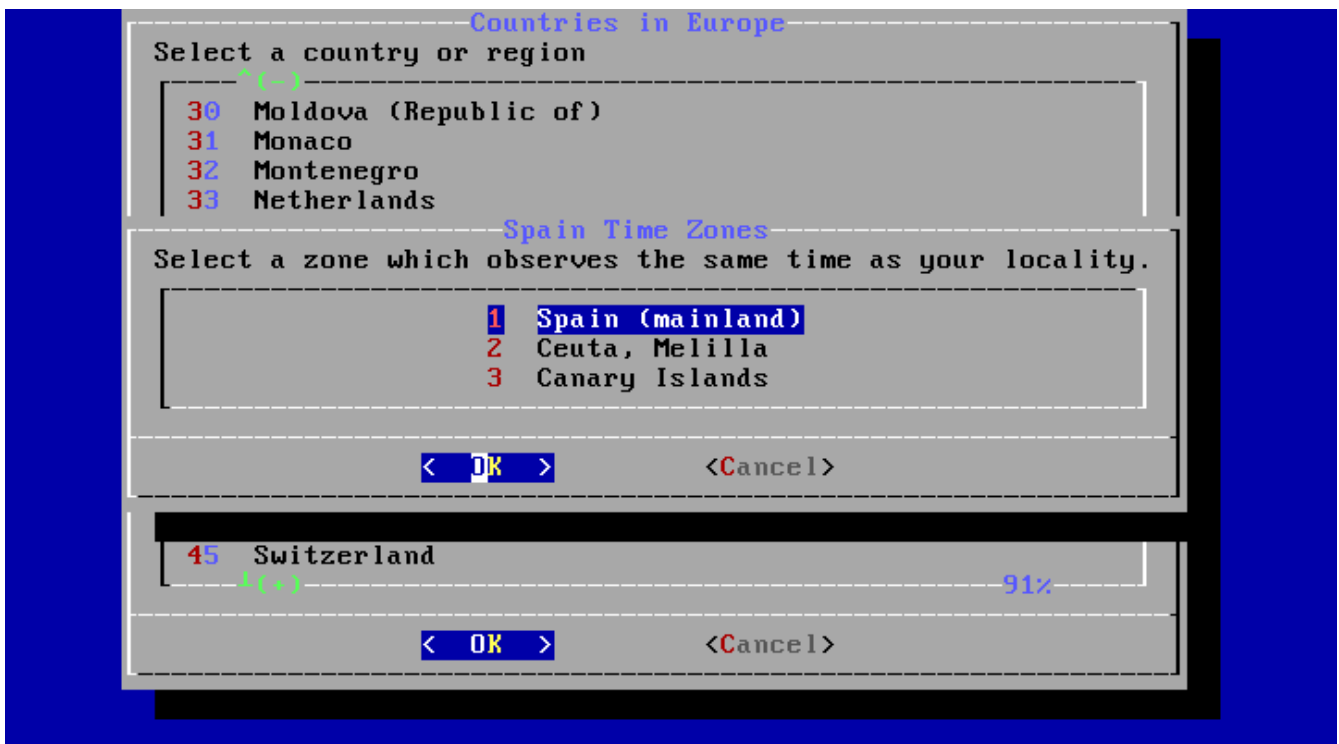 Countries in Europe
Select a country or region
^(-)
30 Moldova (Republic of)
31 Monaco
32 Montenegro
33 Netherlands
Spain Time Zones
Select a zone which observes the same time as your locality.
1 Spain (mainland)
2 Ceuta, Melilla
3 Canary Islands
< OK > <Cancel>
45 Switzerland
┴(+) 91%
< OK > <Cancel>